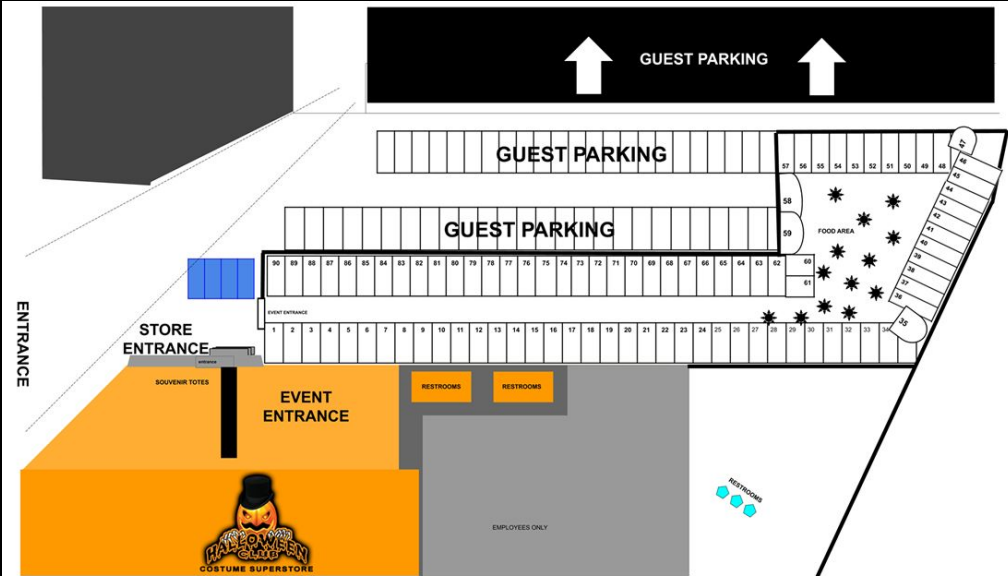 GUEST PARKING
GUEST PARKING
57 56 55 54 53 52 51 50 49 48
47
46
45
44
43
42
41
40
39
38
37
36
35
58
59
FOOD AREA
GUEST PARKING
90 89 88 87 86 85 84 83 82 81 80 79 78 77 76 75 74 73 72 71 70 69 68 67 66 65 64 63 62
60
61
EVENT ENTRANCE
1 2 3 4 5 6 7 8 9 10 11 12 13 14 15 16 17 18 19 20 21 22 23 24 25 26 27 28 29 30 31 32 33 34
ENTRANCE
STORE
ENTRANCE
entrance
SOUVENIR TOTES
EVENT
ENTRANCE
RESTROOMS
RESTROOMS
RESTROOMS
EMPLOYEES ONLY
HALLOWEEN
CLUB
COSTUME SUPERSTORE